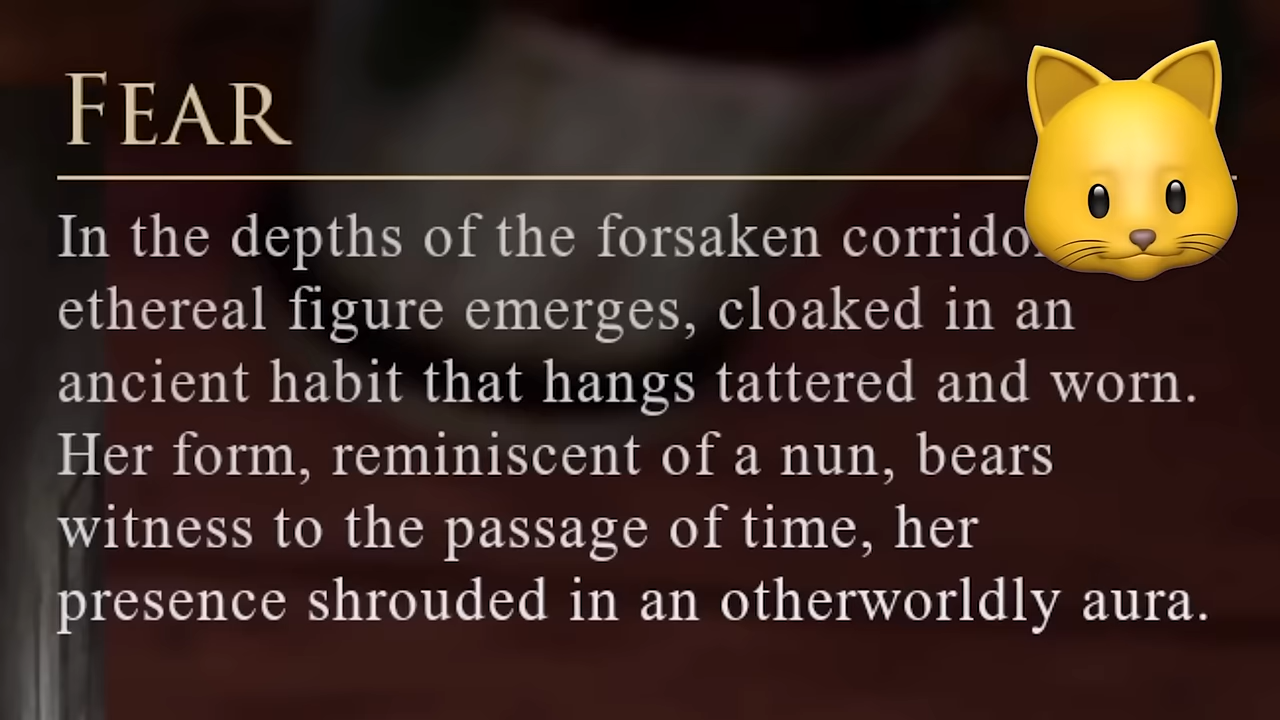 FEAR
In the depths of the forsaken
ethereal figure emerges, cloaked in an
ancient habit that hangs tattered and worn.
Her form, reminiscent of a nun, bears
witness to the passage of time, her
presence shrouded in an otherworldly aura.